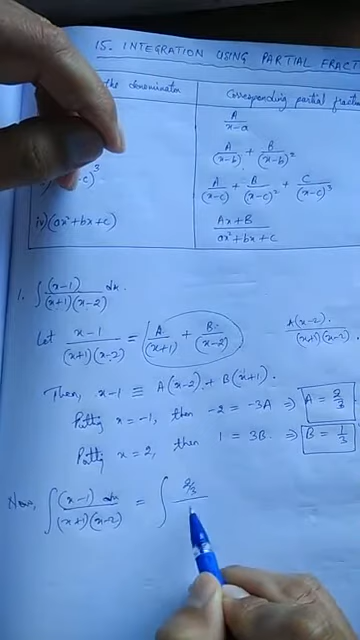 15. INTEGRATION USING PARTIAL FRACT
the denominator
Corresponding partial fract
A/(x-a)
A/(x-b) + B/(x-b)²
-c)³
A/(x-c) + B/(x-c)² + C/(x-c)³
iv) (ax²+bx+c)
Ax+B/(ax²+bx+c)
1. ∫ (x-1)/(x+1)(x-2) dx.
Let x-1/(x+1)(x-2) = A/(x+1) + B/(x-2)
A(x-2)/(x+1)(x-2)
Then, x-1 ≡ A(x-2) + B(x+1).
Putting x=-1, then -2 = -3A ⇒ A = 2/3
Putting x=2, then 1 = 3B. ⇒ B = 1/3
Now, ∫ (x-1) dx/(x+1)(x-2) = ∫ 2/3